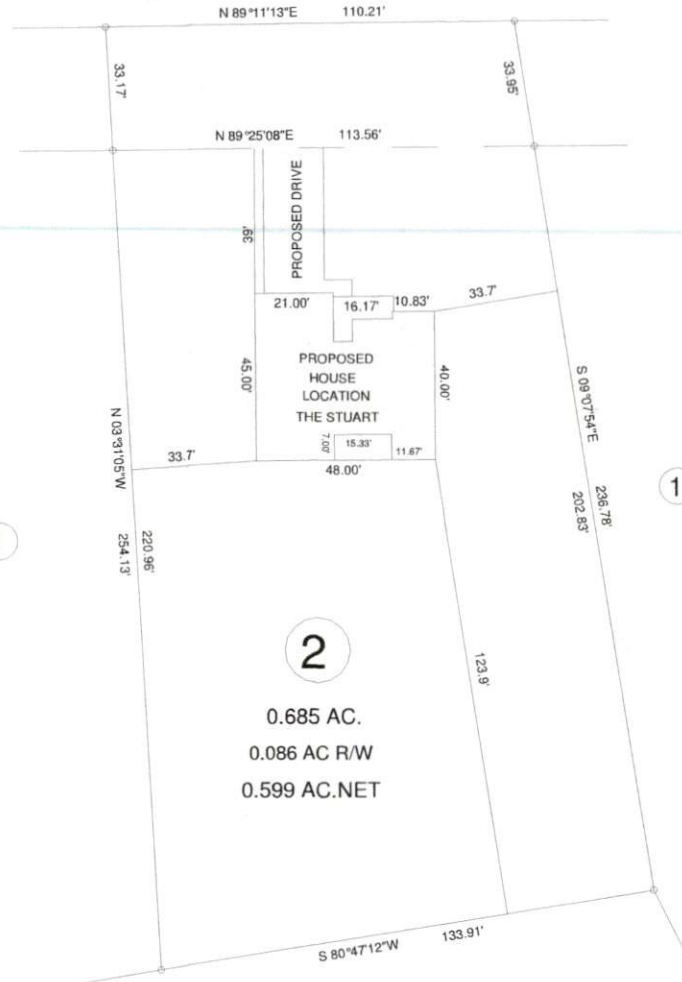 N 89°11'13"E 110.21'
33.17'
33.95'
N 89°25'08"E 113.56'
PROPOSED DRIVE
39'
21.00'
16.17'
10.83'
33.7'
45.00'
PROPOSED
HOUSE
LOCATION
THE STUART
40.00'
S 09°07'54"E
236.78'
202.83'
1
N 03°31'05"W
220.96'
254.13'
33.7'
7.00'
15.33'
11.67'
48.00'
2
0.685 AC.
0.086 AC R/W
0.599 AC.NET
123.9'
S 80°47'12"W 133.91'